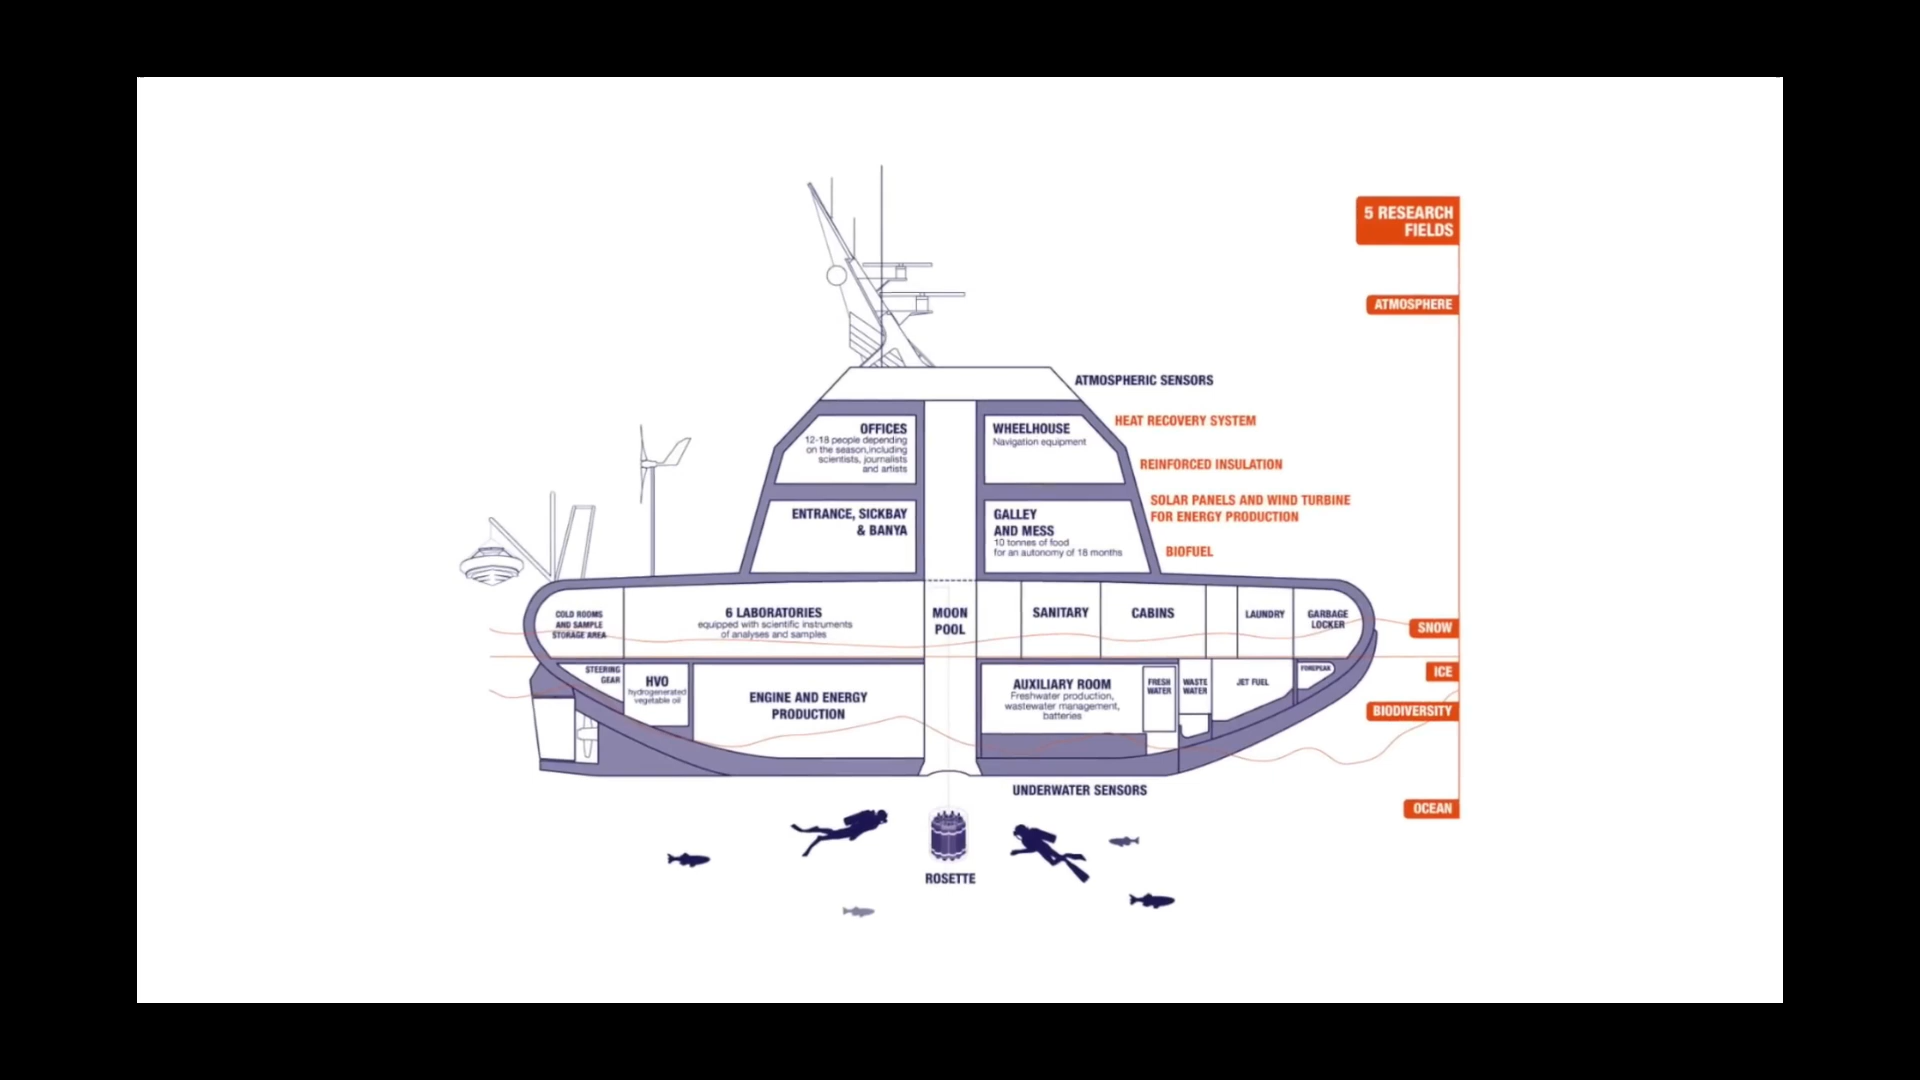 5 RESEARCH
FIELDS
ATMOSPHERE
ATMOSPHERIC SENSORS
HEAT RECOVERY SYSTEM
OFFICES
12-18 people depending
on the season,including
scientists, journalists
and artists
WHEELHOUSE
Navigation equipment
REINFORCED INSULATION
SOLAR PANELS AND WIND TURBINE
FOR ENERGY PRODUCTION
ENTRANCE, SICKBAY
& BANYA
GALLEY
AND MESS
10 tonnes of food
for an autonomy of 18 months
BIOFUEL
COLD ROOMS
AND SAMPLE
STORAGE AREA
6 LABORATORIES
equipped with scientific instruments
of analyses and samples
MOON
POOL
SANITARY
CABINS
LAUNDRY
GARBAGE
LOCKER
SNOW
STEERING
GEAR
HVO
hydrogenerated
vegetable oil
ENGINE AND ENERGY
PRODUCTION
AUXILIARY ROOM
Freshwater production,
wastewater management,
batteries
FRESH
WATER
WASTE
WATER
JET FUEL
FOREPEAK
ICE
BIODIVERSITY
UNDERWATER SENSORS
OCEAN
ROSETTE